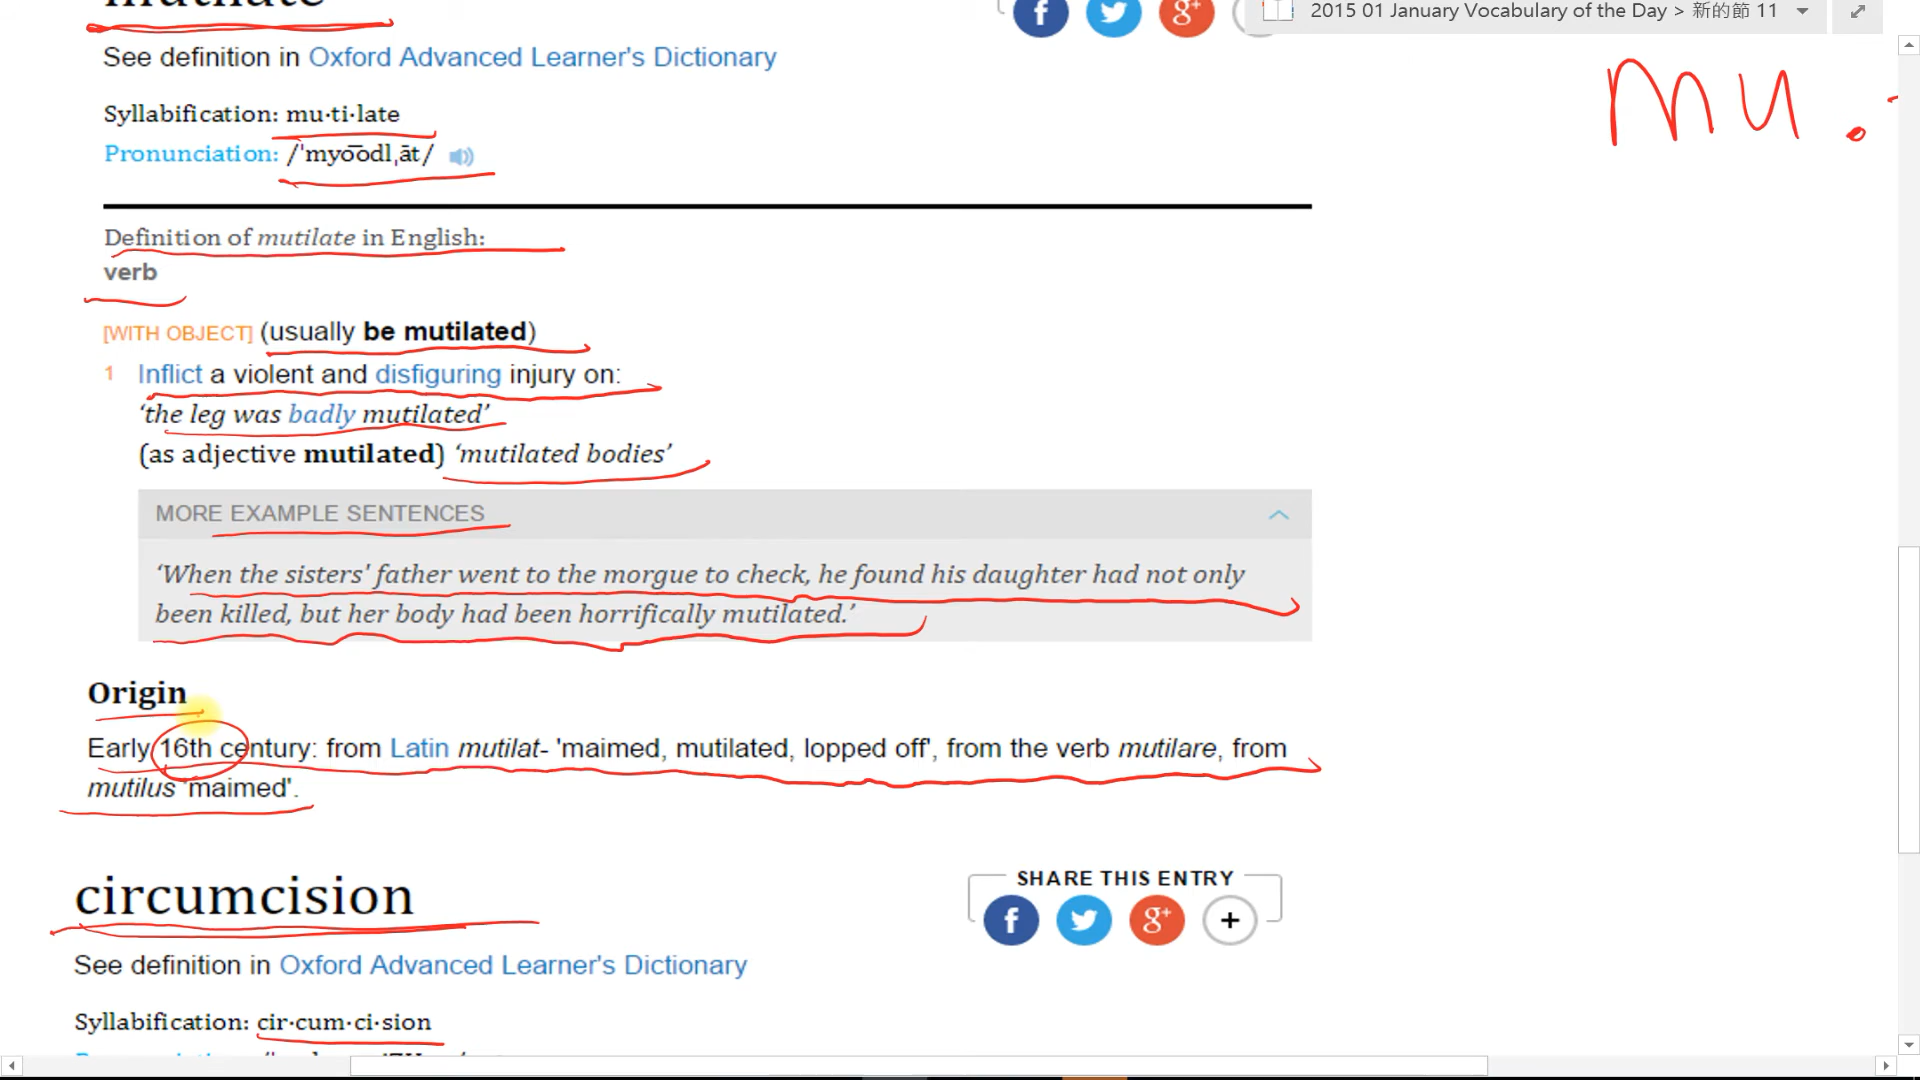 mutilate
2015 01 January Vocabulary of the Day > 新的節 11
See definition in Oxford Advanced Learner's Dictionary
mu
Syllabification: mu·ti·late
Pronunciation: /ˈmyo͞odlˌāt/
Definition of mutilate in English:
verb
[WITH OBJECT] (usually be mutilated)
1 Inflict a violent and disfiguring injury on:
‘the leg was badly mutilated’
(as adjective mutilated) ‘mutilated bodies’
MORE EXAMPLE SENTENCES
‘When the sisters' father went to the morgue to check, he found his daughter had not only
been killed, but her body had been horrifically mutilated.’
Origin
Early 16th century: from Latin mutilat- 'maimed, mutilated, lopped off', from the verb mutilare, from
mutilus 'maimed'.
circumcision
SHARE THIS ENTRY
See definition in Oxford Advanced Learner's Dictionary
Syllabification: cir·cum·ci·sion